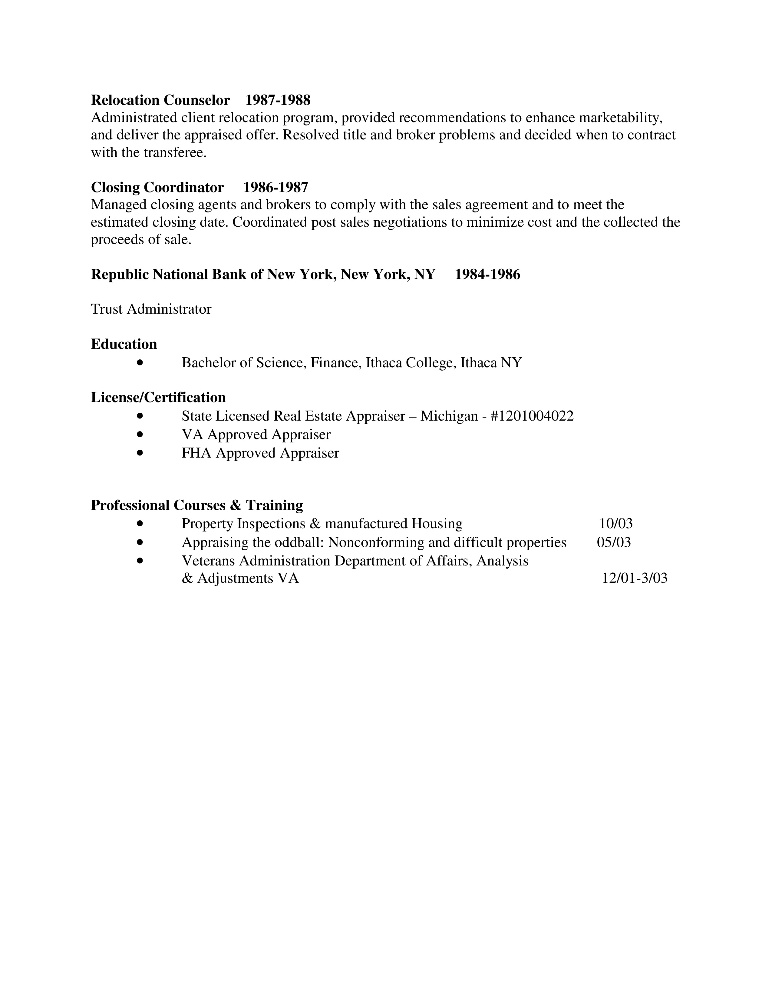 Relocation Counselor 1987-1988
Administrated client relocation program, provided recommendations to enhance marketability,
and deliver the appraised offer. Resolved title and broker problems and decided when to contract
with the transferee.
Closing Coordinator 1986-1987
Managed closing agents and brokers to comply with the sales agreement and to meet the
estimated closing date. Coordinated post sales negotiations to minimize cost and the collected the
proceeds of sale.
Republic National Bank of New York, New York, NY 1984-1986
Trust Administrator
Education
• Bachelor of Science, Finance, Ithaca College, Ithaca NY
License/Certification
• State Licensed Real Estate Appraiser – Michigan - #1201004022
• VA Approved Appraiser
• FHA Approved Appraiser
Professional Courses & Training
• Property Inspections & manufactured Housing 10/03
• Appraising the oddball: Nonconforming and difficult properties 05/03
• Veterans Administration Department of Affairs, Analysis
& Adjustments VA 12/01-3/03